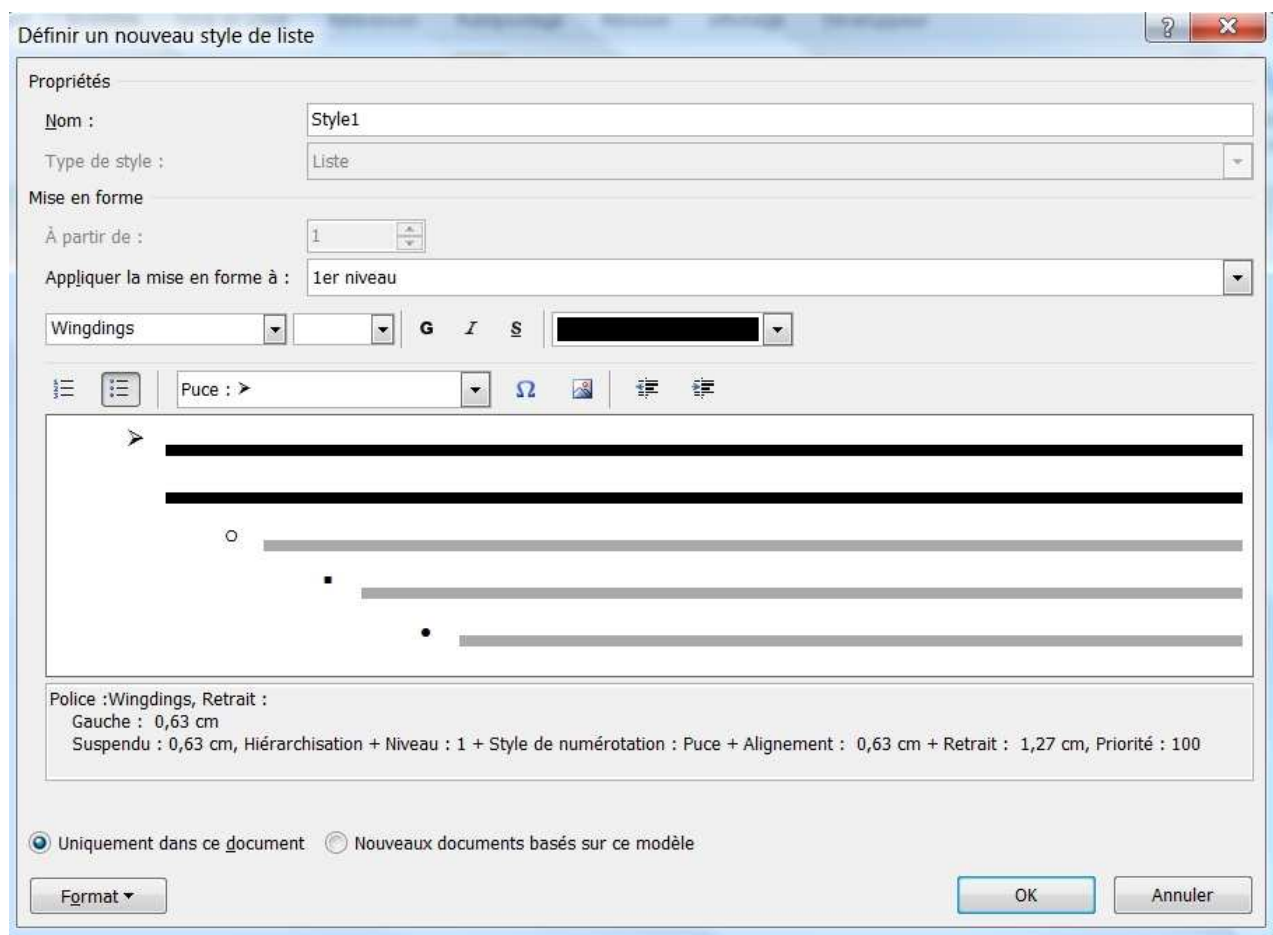 Définir un nouveau style de liste
Propriétés
Nom :
Style1
Type de style :
Liste
Mise en forme
À partir de :
1
Appliquer la mise en forme à :
1er niveau
Wingdings
G I S
Puce : ➢
Ω
Police :Wingdings, Retrait :
Gauche : 0,63 cm
Suspendu : 0,63 cm, Hiérarchisation + Niveau : 1 + Style de numérotation : Puce + Alignement : 0,63 cm + Retrait : 1,27 cm, Priorité : 100
Uniquement dans ce document
Nouveaux documents basés sur ce modèle
Format
OK
Annuler